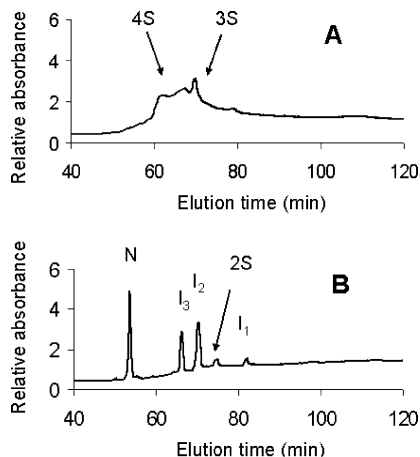 4S 3S A
Relative absorbance
6
4
2
0
40 60 80 100 120
Elution time (min)
B
N I3 I2 2S I1
Relative absorbance
6
4
2
0
40 60 80 100 120
Elution time (min)